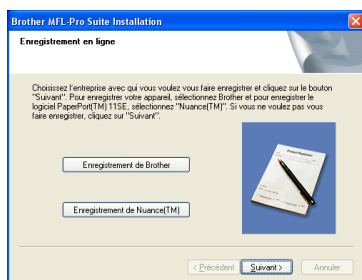 Brother MFL-Pro Suite Installation
Enregistrement en ligne
Choisissez l'entreprise avec qui vous voulez vous faire enregistrer et cliquez sur le bouton
"Suivant". Pour enregistrer votre appareil, sélectionnez Brother et pour enregistrer le
logiciel PaperPort(TM) 11SE, sélectionnez "Nuance(TM)". Si vous ne voulez pas vous
faire enregistrer, cliquez sur "Suivant".
Enregistrement de Brother
Enregistrement de Nuance(TM)
< Précédent
Suivant >
Annuler